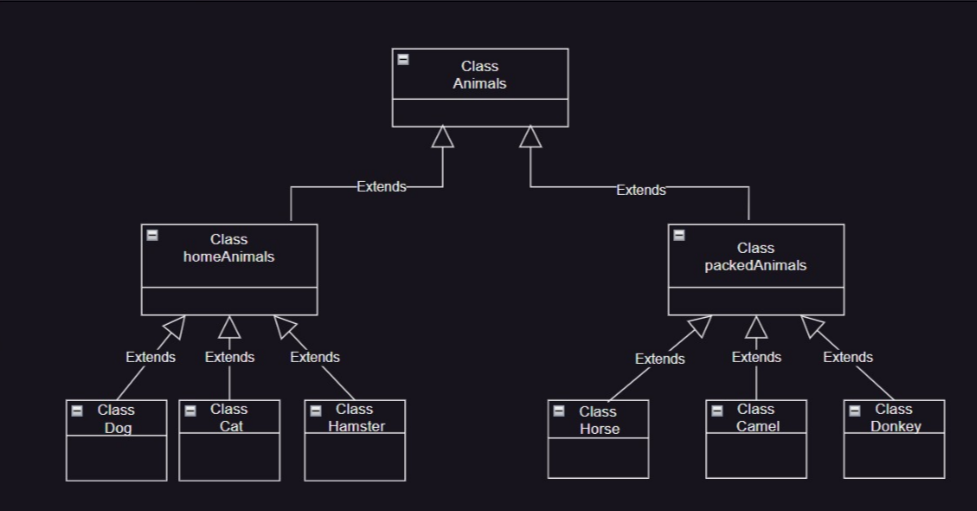 Class
Animals
Extends
Extends
Class
homeAnimals
Class
packedAnimals
Extends
Extends
Extends
Extends
Extends
Extends
Class
Dog
Class
Cat
Class
Hamster
Class
Horse
Class
Camel
Class
Donkey